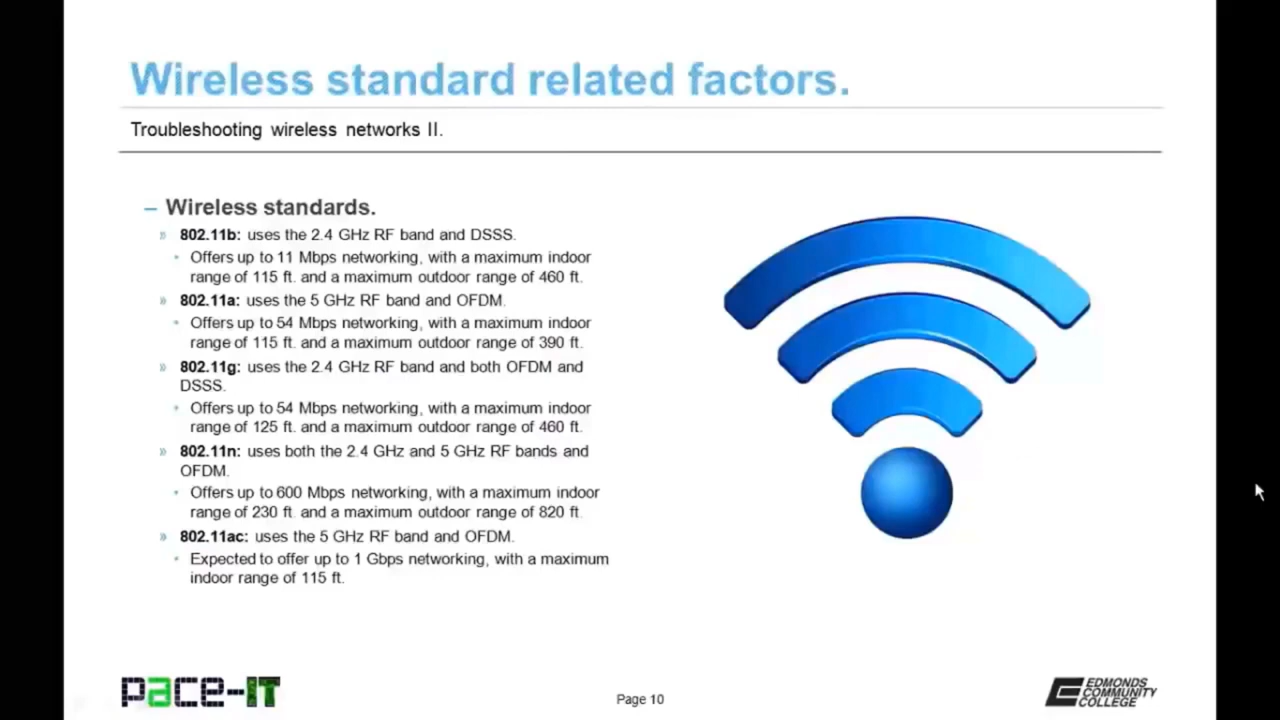 Wireless standard related factors.
Troubleshooting wireless networks II.
– Wireless standards.
» 802.11b: uses the 2.4 GHz RF band and DSSS.
• Offers up to 11 Mbps networking, with a maximum indoor
range of 115 ft. and a maximum outdoor range of 460 ft.
» 802.11a: uses the 5 GHz RF band and OFDM.
• Offers up to 54 Mbps networking, with a maximum indoor
range of 115 ft. and a maximum outdoor range of 390 ft.
» 802.11g: uses the 2.4 GHz RF band and both OFDM and
DSSS.
• Offers up to 54 Mbps networking, with a maximum indoor
range of 125 ft. and a maximum outdoor range of 460 ft.
» 802.11n: uses both the 2.4 GHz and 5 GHz RF bands and
OFDM.
• Offers up to 600 Mbps networking, with a maximum indoor
range of 230 ft. and a maximum outdoor range of 820 ft.
» 802.11ac: uses the 5 GHz RF band and OFDM.
• Expected to offer up to 1 Gbps networking, with a maximum
indoor range of 115 ft.
pace-IT
Page 10
EDMONDS
COMMUNITY
COLLEGE